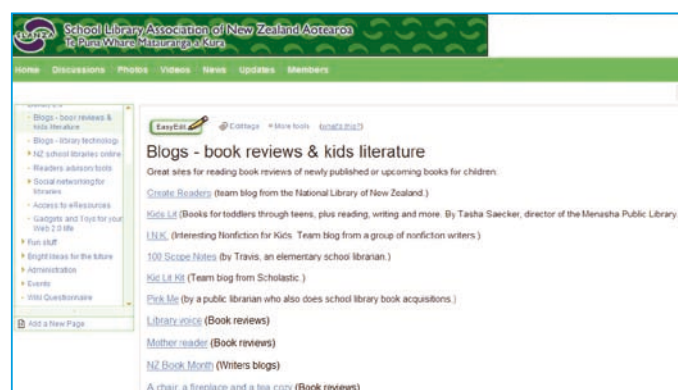 School Library Association of New Zealand Aotearoa
SLANZA
Te Puna Whare Matauranga a Kura
Home Discussions Photos Videos News Updates Members
Blogs - book reviews &
kids literature
Blogs - library technology
NZ school libraries online
Readers advisory tools
Social networking for
libraries
Access to eResources
Gadgets and Toys for your
Web 2.0 life
Fun stuff
Bright Ideas for the future
Administration
Events
Wiki Questionnaire
Add a New Page
EasyEdit Edit tags More tools (what's this?)
Blogs - book reviews & kids literature
Great sites for reading book reviews of newly published or upcoming books for children.
Create Readers (team blog from the National Library of New Zealand.)
Kids Lit (Books for toddlers through teens, plus reading, writing and more. By Tasha Saecker, director of the Menasha Public Library
I.N.K. (Interesting Nonfiction for Kids. Team blog from a group of nonfiction writers.)
100 Scope Notes (by Travis, an elementary school librarian.)
Kid Lit Kit (Team blog from Scholastic.)
Pink Me (by a public librarian who also does school library book acquisitions.)
Library voice (Book reviews)
Mother reader (Book reviews)
NZ Book Month (Writers blogs)
A chair, a fireplace and a tea cozy (Book reviews)